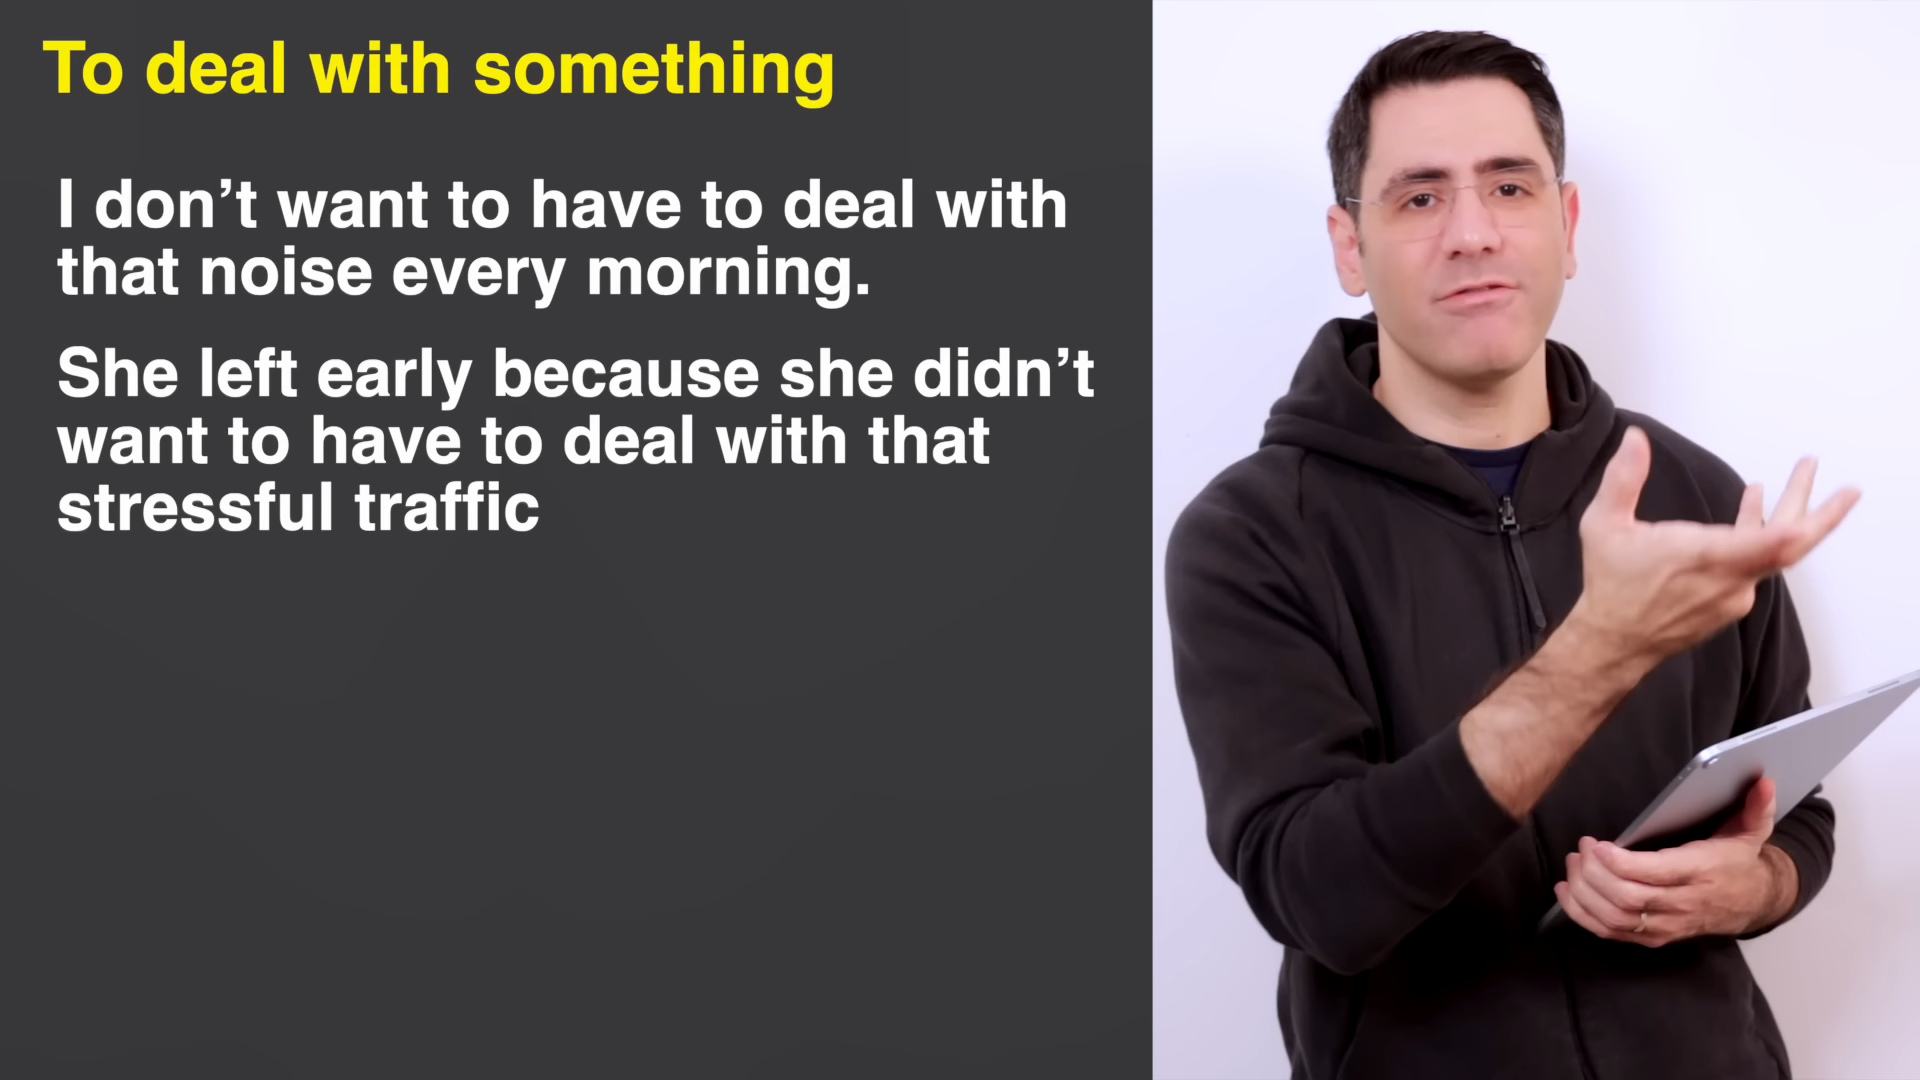 To deal with something
I don’t want to have to deal with
that noise every morning.
She left early because she didn’t
want to have to deal with that
stressful traffic